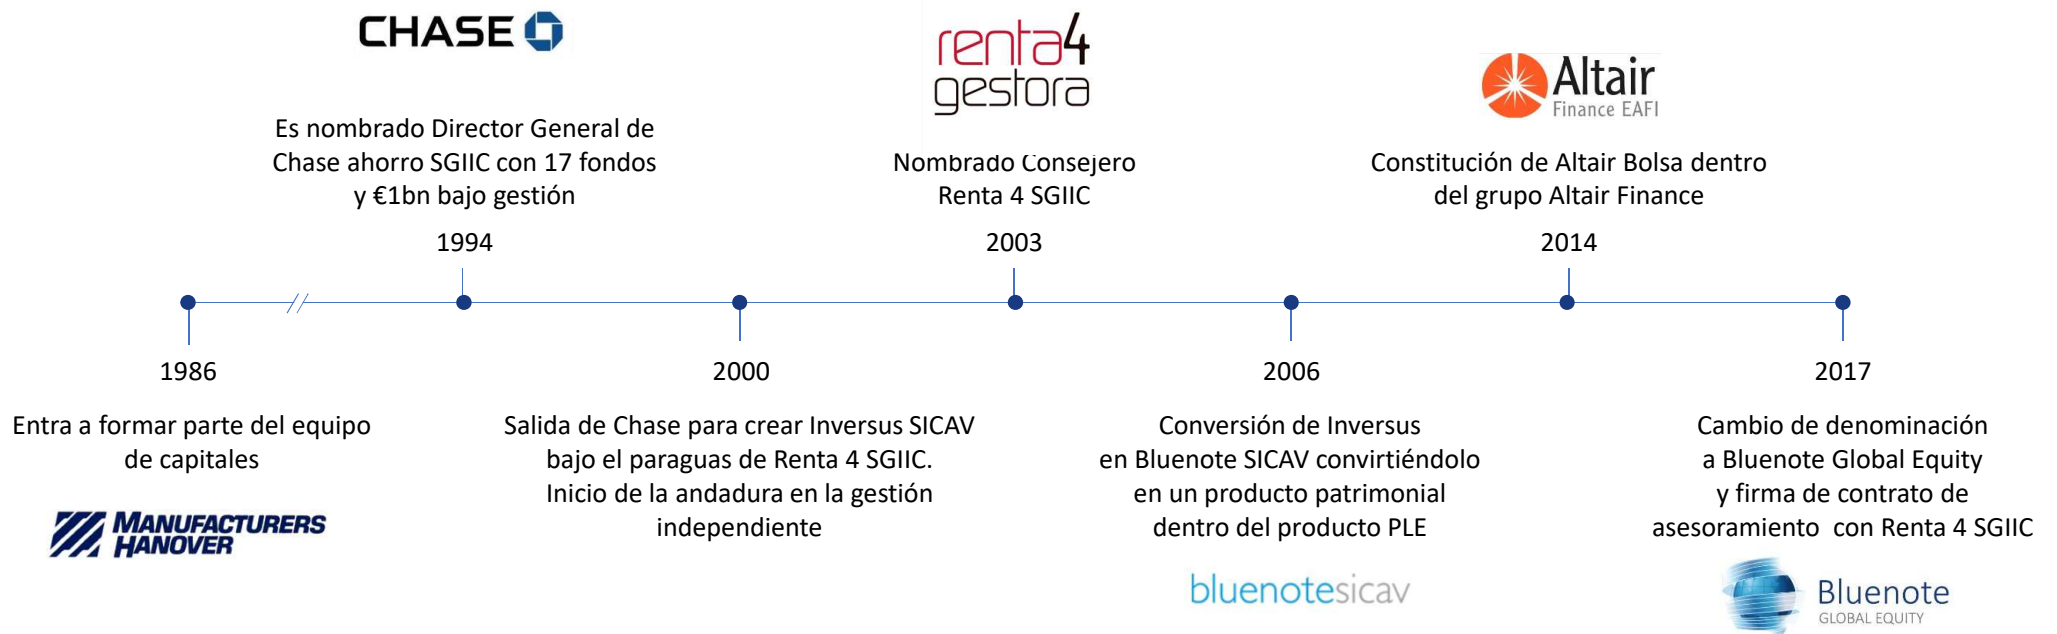 CHASE
Es nombrado Director General de
Chase ahorro SGIIC con 17 fondos
y €1bn bajo gestión
1994
renta4
gestora
Nombrado Consejero
Renta 4 SGIIC
2003
Altair
Finance EAFI
Constitución de Altair Bolsa dentro
del grupo Altair Finance
2014
1986
Entra a formar parte del equipo
de capitales
MANUFACTURERS
HANOVER
2000
Salida de Chase para crear Inversus SICAV
bajo el paraguas de Renta 4 SGIIC.
Inicio de la andadura en la gestión
independiente
2006
Conversión de Inversus
en Bluenote SICAV convirtiéndolo
en un producto patrimonial
dentro del producto PLE
bluenotesicav
2017
Cambio de denominación
a Bluenote Global Equity
y firma de contrato de
asesoramiento con Renta 4 SGIIC
Bluenote
GLOBAL EQUITY